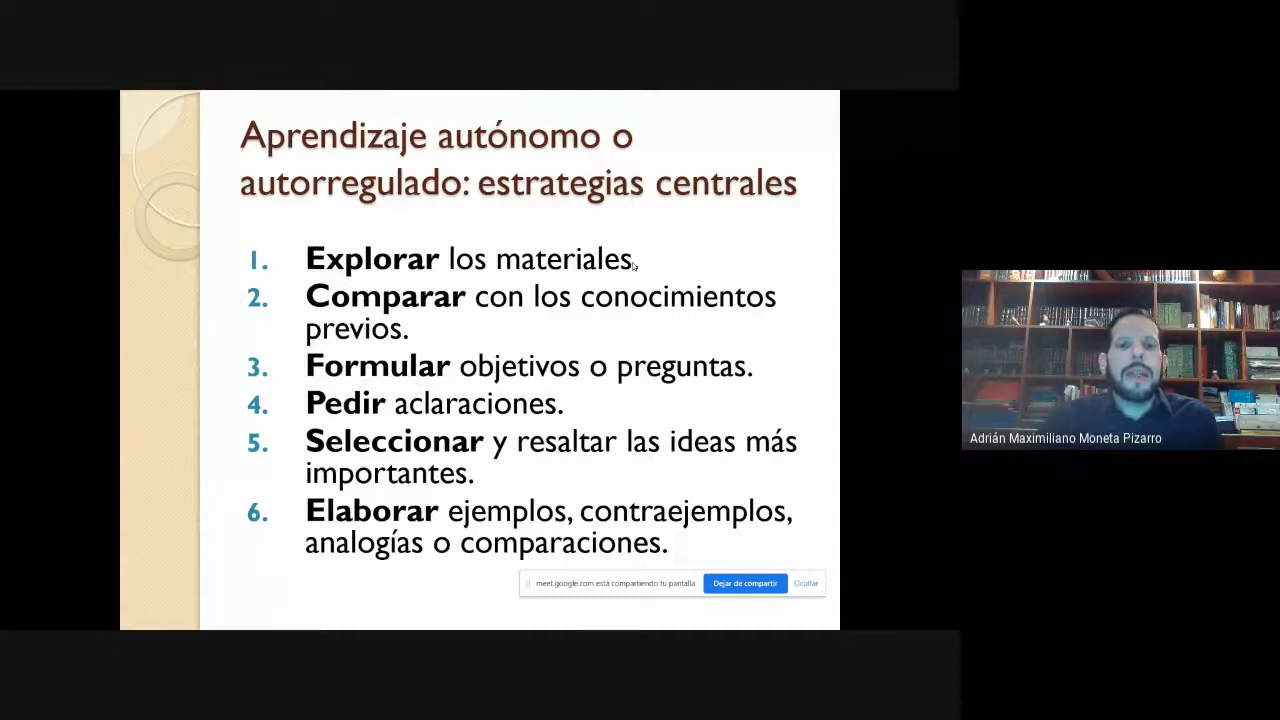 Aprendizaje autónomo o
autorregulado: estrategias centrales
1. Explorar los materiales.
2. Comparar con los conocimientos
previos.
3. Formular objetivos o preguntas.
4. Pedir aclaraciones.
5. Seleccionar y resaltar las ideas más
importantes.
6. Elaborar ejemplos, contraejemplos,
analogías o comparaciones.
meet.google.com está compartiendo tu pantalla. Dejar de compartir Ocultar
Adrián Maximiliano Moneta Pizarro